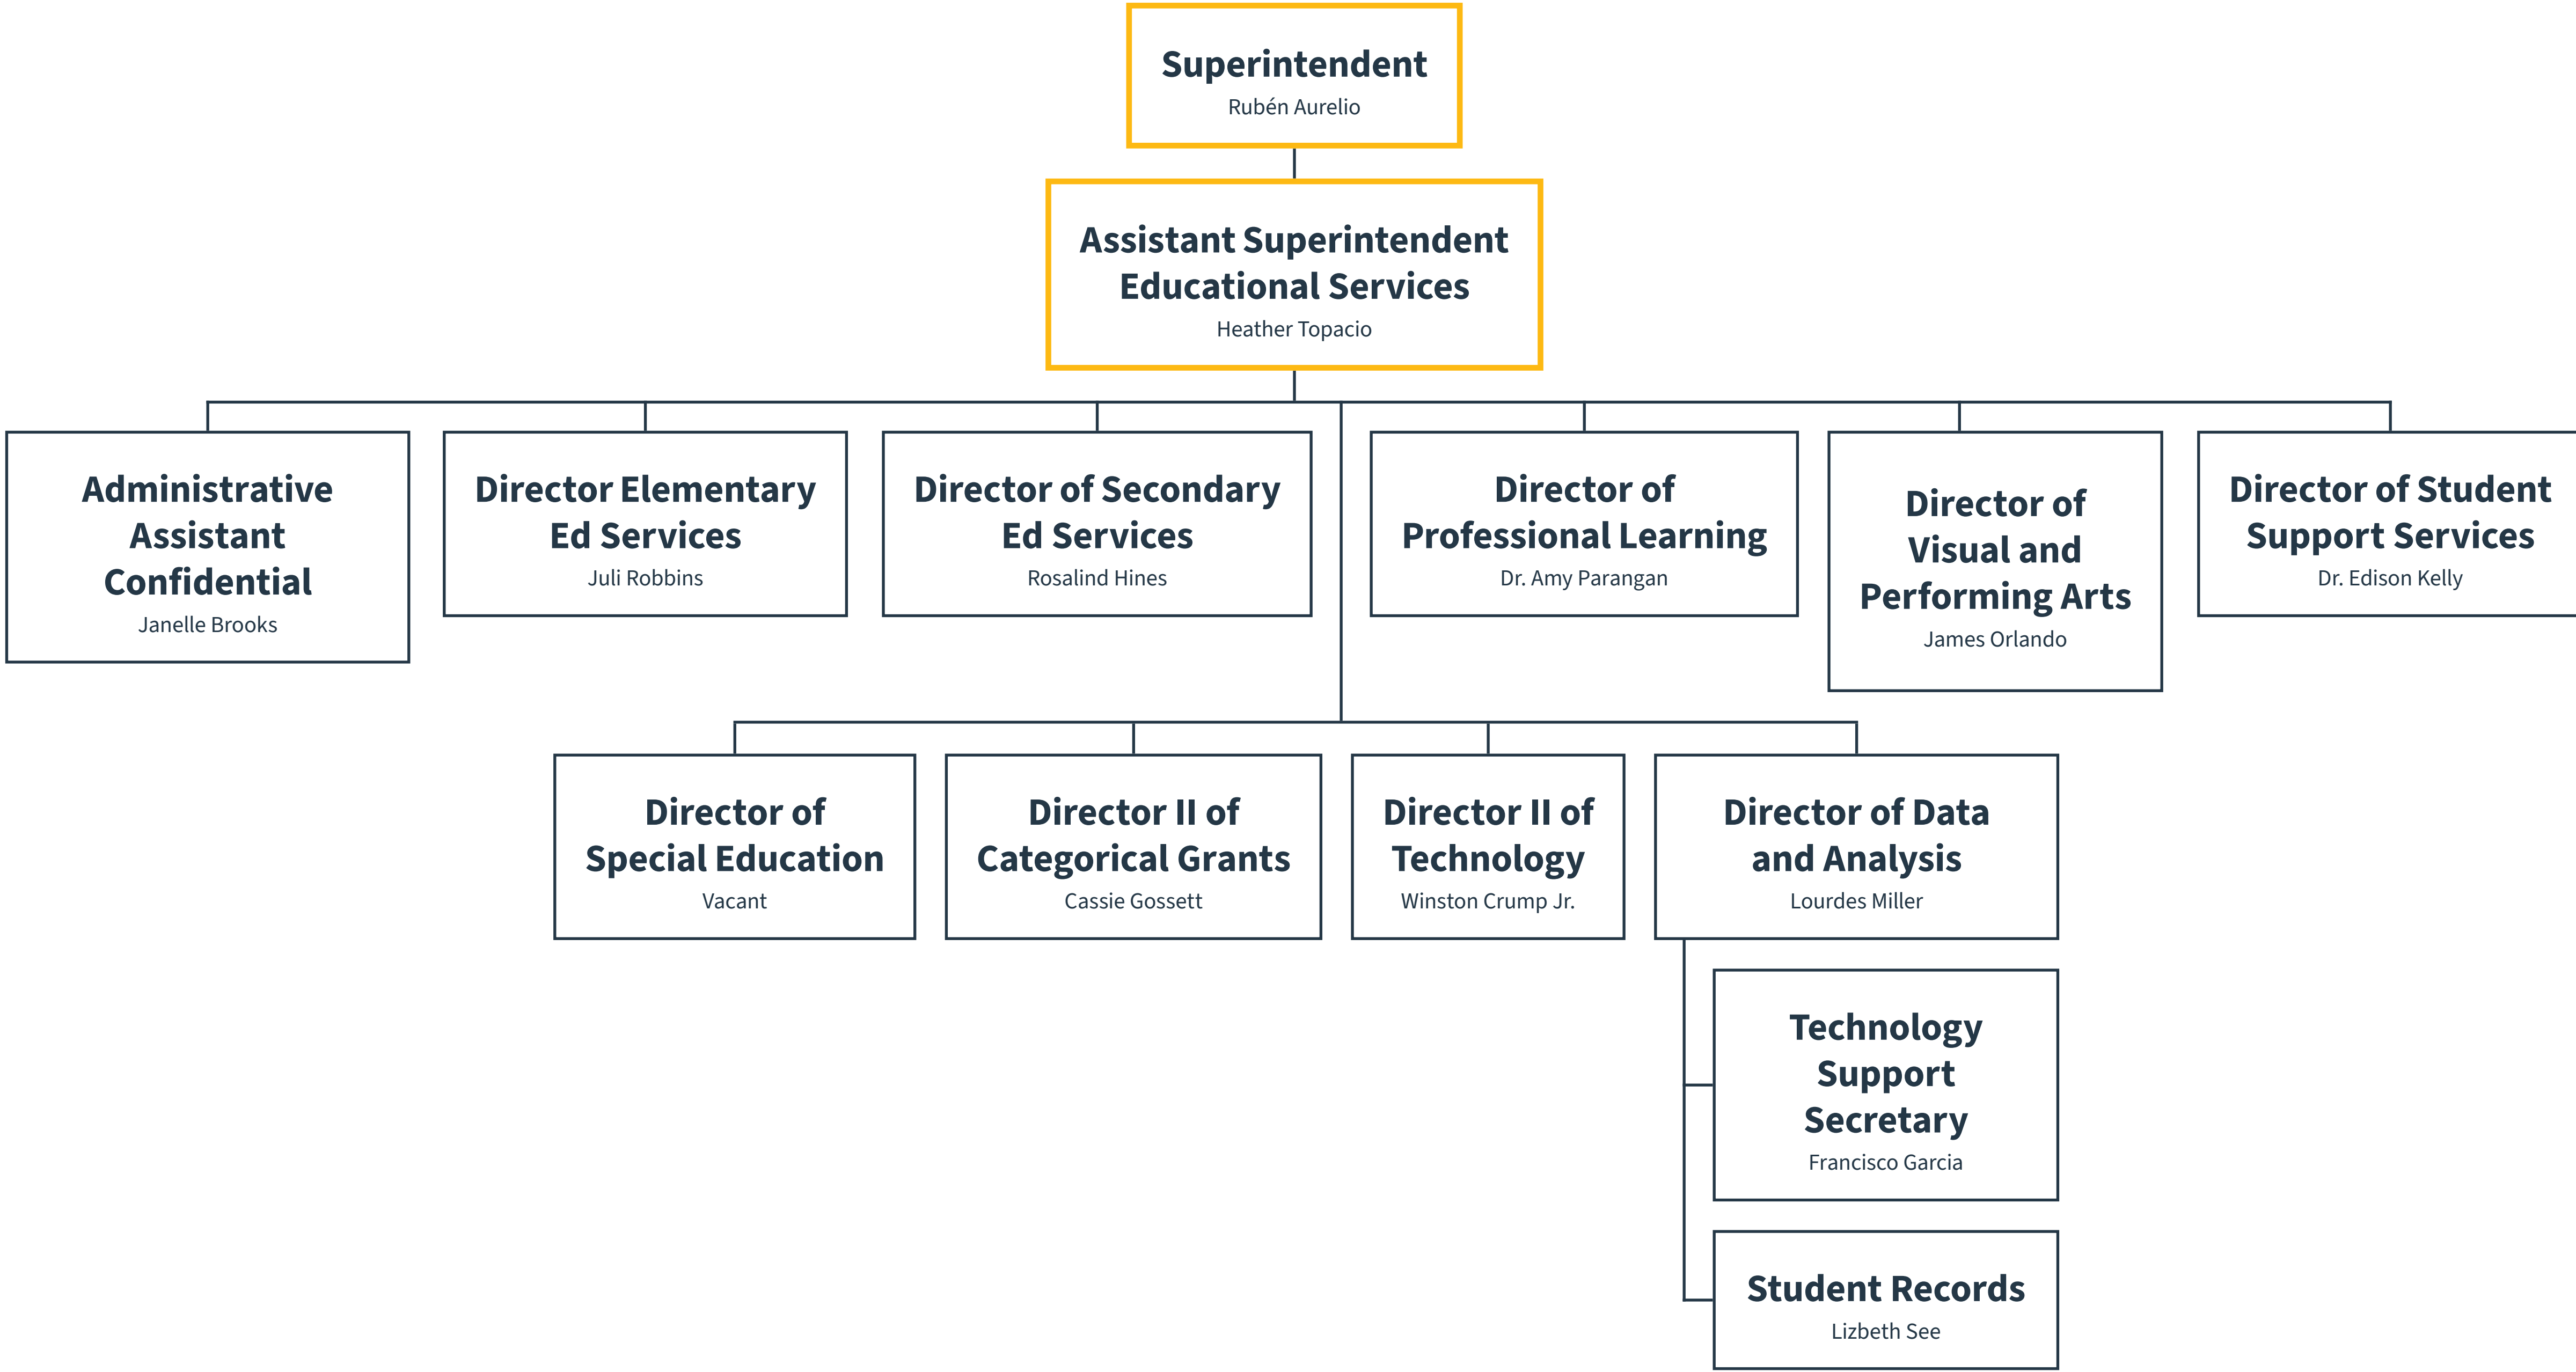 Superintendent
Rubén Aurelio
Assistant Superintendent
Educational Services
Heather Topacio
Administrative
Assistant
Confidential
Janelle Brooks
Director Elementary
Ed Services
Juli Robbins
Director of Secondary
Ed Services
Rosalind Hines
Director of
Professional Learning
Dr. Amy Parangan
Director of
Visual and
Performing Arts
James Orlando
Director of Student
Support Services
Dr. Edison Kelly
Director of
Special Education
Vacant
Director II of
Categorical Grants
Cassie Gossett
Director II of
Technology
Winston Crump Jr.
Director of Data
and Analysis
Lourdes Miller
Technology
Support
Secretary
Francisco Garcia
Student Records
Lizbeth See